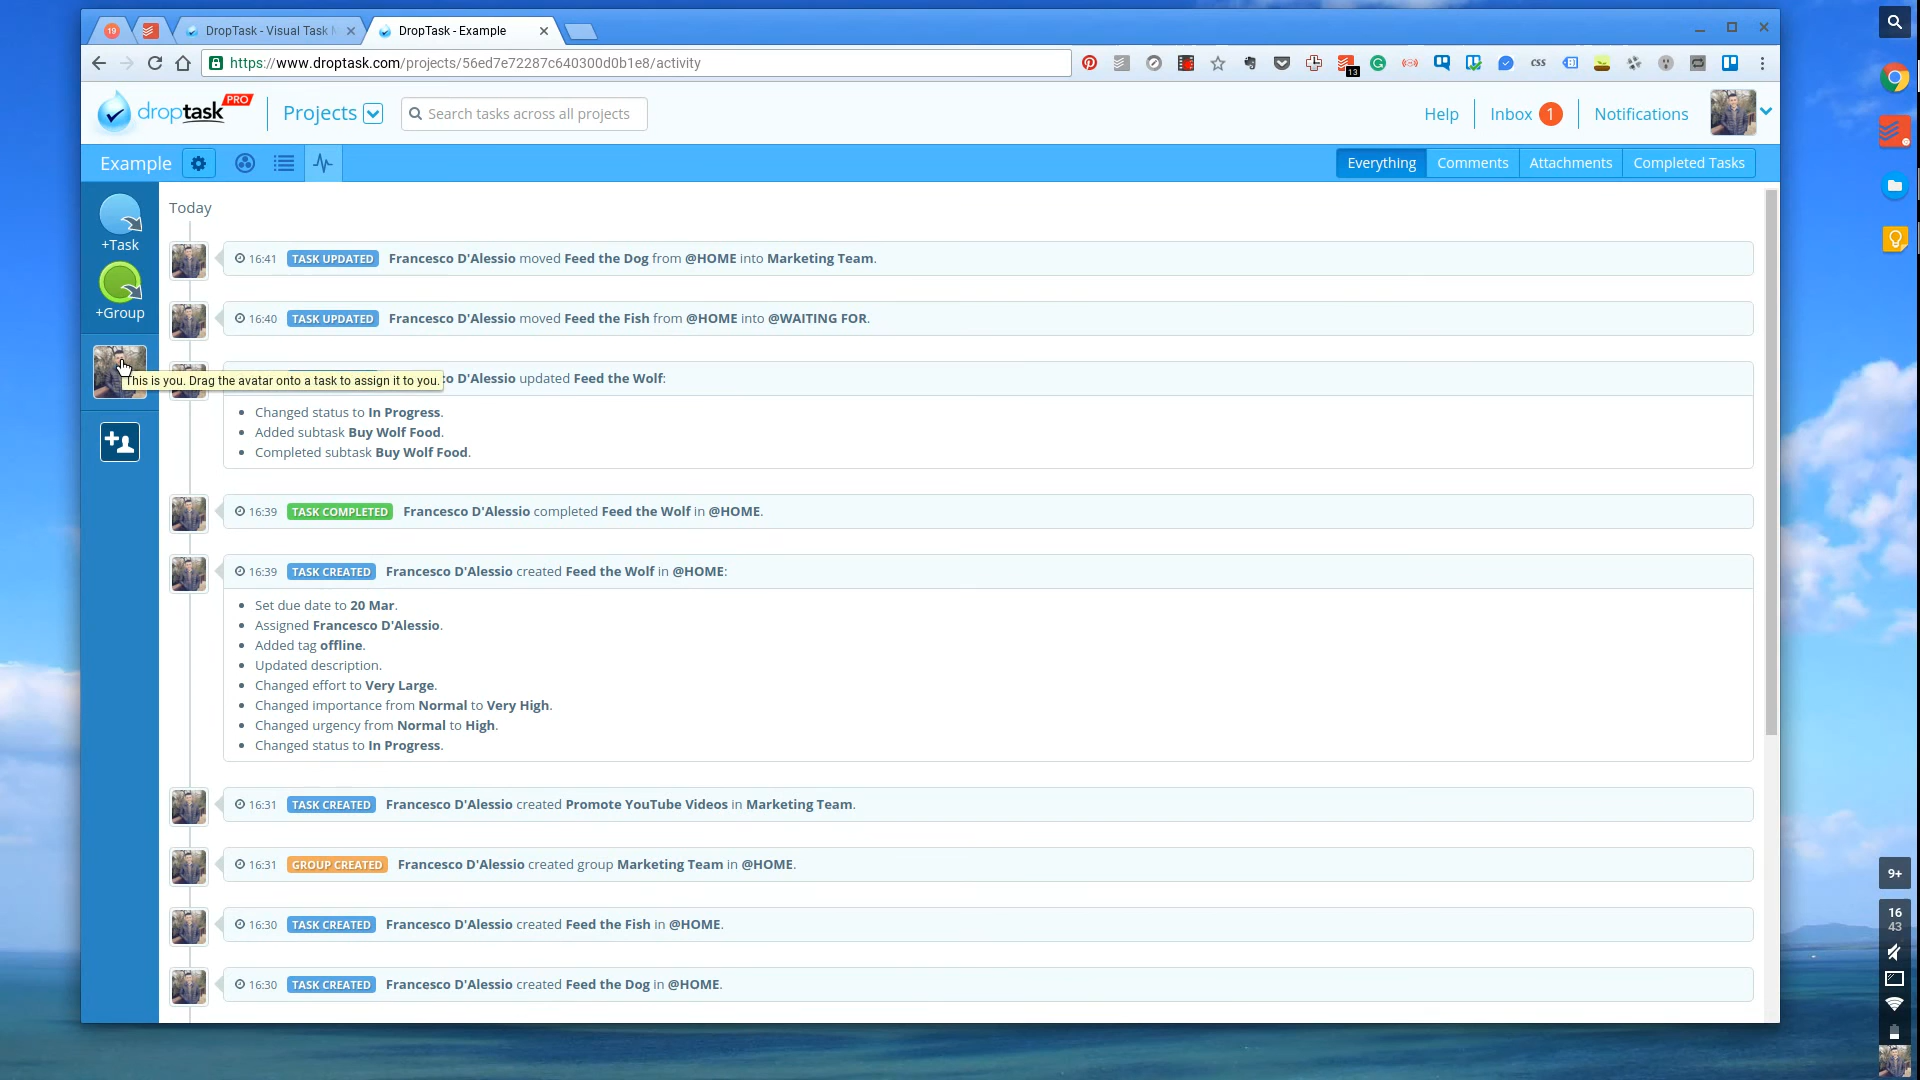 19
DropTask - Visual Task M
DropTask - Example
https://www.droptask.com/projects/56ed7e72287c640300d0b1e8/activity
13
css
droptask PRO
Projects
Search tasks across all projects
Help
Inbox 1
Notifications
Example
Everything
Comments
Attachments
Completed Tasks
+Task
+Group
Today
16:41 TASK UPDATED Francesco D'Alessio moved Feed the Dog from @HOME into Marketing Team.
16:40 TASK UPDATED Francesco D'Alessio moved Feed the Fish from @HOME into @WAITING FOR.
This is you. Drag the avatar onto a task to assign it to you.
co D'Alessio updated Feed the Wolf:
Changed status to In Progress.
Added subtask Buy Wolf Food.
Completed subtask Buy Wolf Food.
16:39 TASK COMPLETED Francesco D'Alessio completed Feed the Wolf in @HOME.
16:39 TASK CREATED Francesco D'Alessio created Feed the Wolf in @HOME:
Set due date to 20 Mar.
Assigned Francesco D'Alessio.
Added tag offline.
Updated description.
Changed effort to Very Large.
Changed importance from Normal to Very High.
Changed urgency from Normal to High.
Changed status to In Progress.
16:31 TASK CREATED Francesco D'Alessio created Promote YouTube Videos in Marketing Team.
16:31 GROUP CREATED Francesco D'Alessio created group Marketing Team in @HOME.
16:30 TASK CREATED Francesco D'Alessio created Feed the Fish in @HOME.
16:30 TASK CREATED Francesco D'Alessio created Feed the Dog in @HOME.
9+
16
43